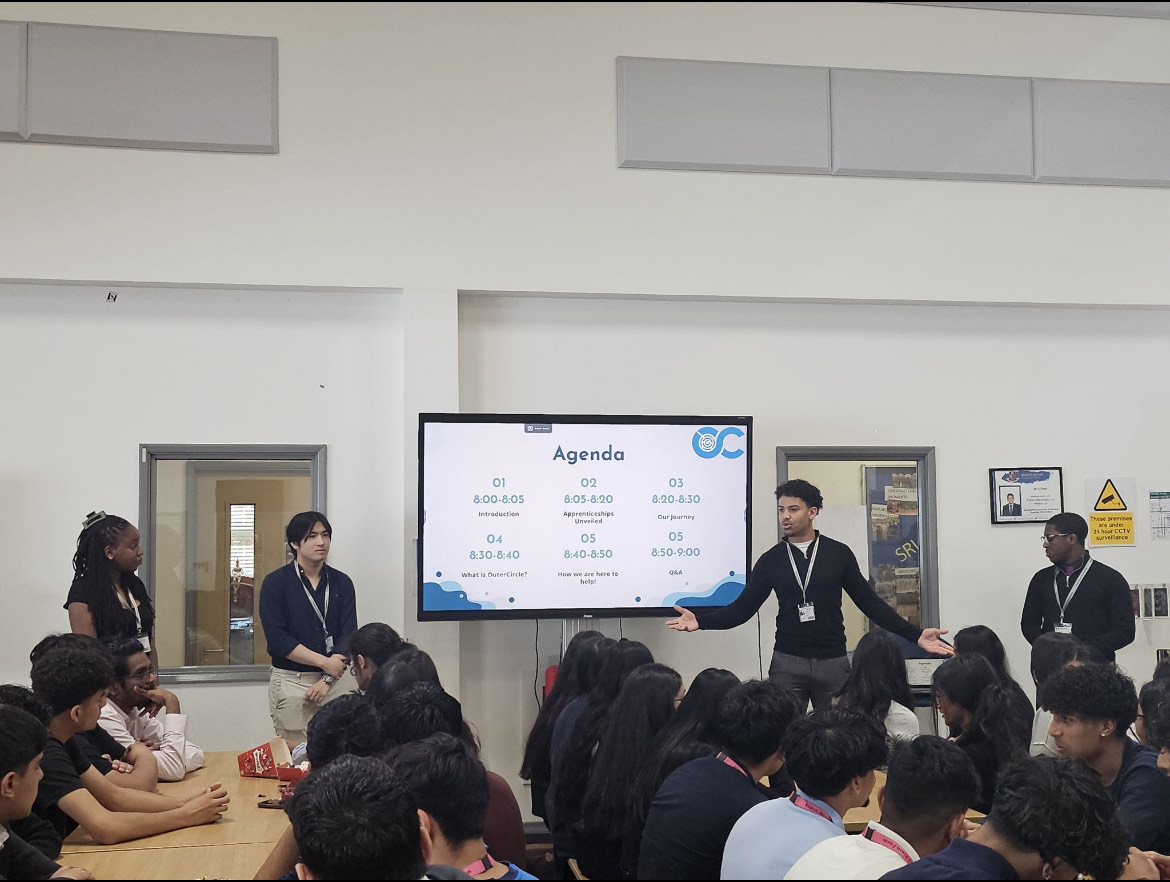 Agenda
01
8:00-8:05
Introduction
02
8:05-8:20
Apprenticeships
Unveiled
03
8:20-8:30
Our Journey
04
8:30-8:40
What is OuterCircle?
05
8:40-8:50
How we are here to
help!
05
8:50-9:00
Q&A
SRI
These premises
are under
24 hour CCTV
surveillance